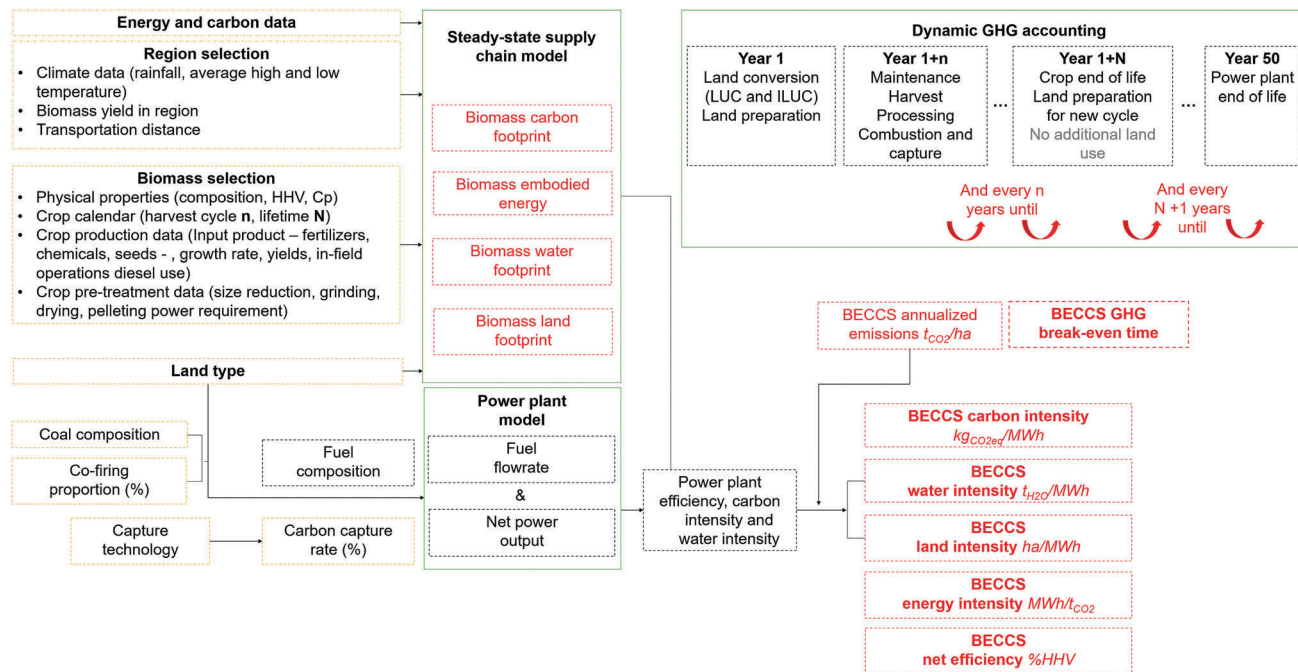 Energy and carbon data
Region selection
• Climate data (rainfall, average high and low
temperature)
• Biomass yield in region
• Transportation distance
Biomass selection
• Physical properties (composition, HHV, Cp)
• Crop calendar (harvest cycle n, lifetime N)
• Crop production data (Input product – fertilizers,
chemicals, seeds - , growth rate, yields, in-field
operations diesel use)
• Crop pre-treatment data (size reduction, grinding,
drying, pelleting power requirement)
Land type
Coal composition
Co-firing
proportion (%)
Capture
technology
Carbon capture
rate (%)
Fuel
composition
Steady-state supply
chain model
Biomass carbon
footprint
Biomass embodied
energy
Biomass water
footprint
Biomass land
footprint
Power plant
model
Fuel
flowrate
&
Net power
output
Power plant
efficiency, carbon
intensity and
water intensity
Dynamic GHG accounting
Year 1
Land conversion
(LUC and ILUC)
Land preparation
Year 1+n
Maintenance
Harvest
Processing
Combustion and
capture
...
Year 1+N
Crop end of life
Land preparation
for new cycle
No additional land
use
...
Year 50
Power plant
end of life
And every n
years until
And every
N +1 years
until
BECCS annualized
emissions tCO2/ha
BECCS GHG
break-even time
BECCS carbon intensity
kgCO2eq/MWh
BECCS
water intensity tH2O/MWh
BECCS
land intensity ha/MWh
BECCS
energy intensity MWh/tCO2
BECCS
net efficiency %HHV